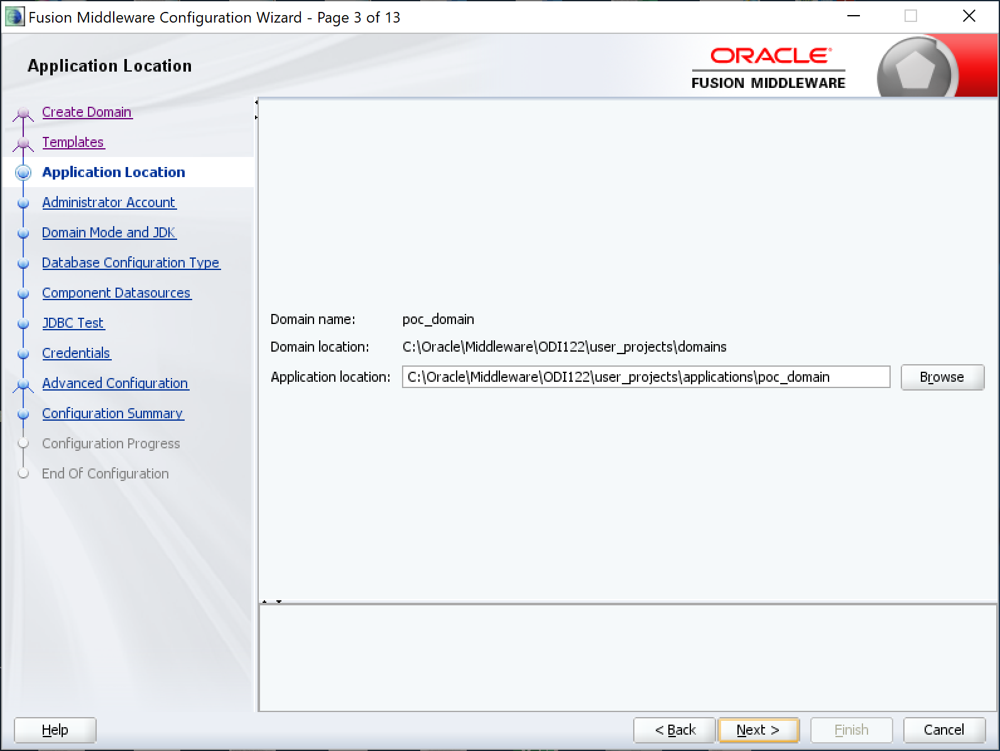 Fusion Middleware Configuration Wizard - Page 3 of 13
Application Location
ORACLE
FUSION MIDDLEWARE
Create Domain
Templates
Application Location
Administrator Account
Domain Mode and JDK
Database Configuration Type
Component Datasources
JDBC Test
Credentials
Advanced Configuration
Configuration Summary
Configuration Progress
End Of Configuration
Domain name: poc_domain
Domain location: C:\Oracle\Middleware\ODI122\user_projects\domains
Application location: C:\Oracle\Middleware\ODI122\user_projects\applications\poc_domain Browse
Help < Back Next > Finish Cancel